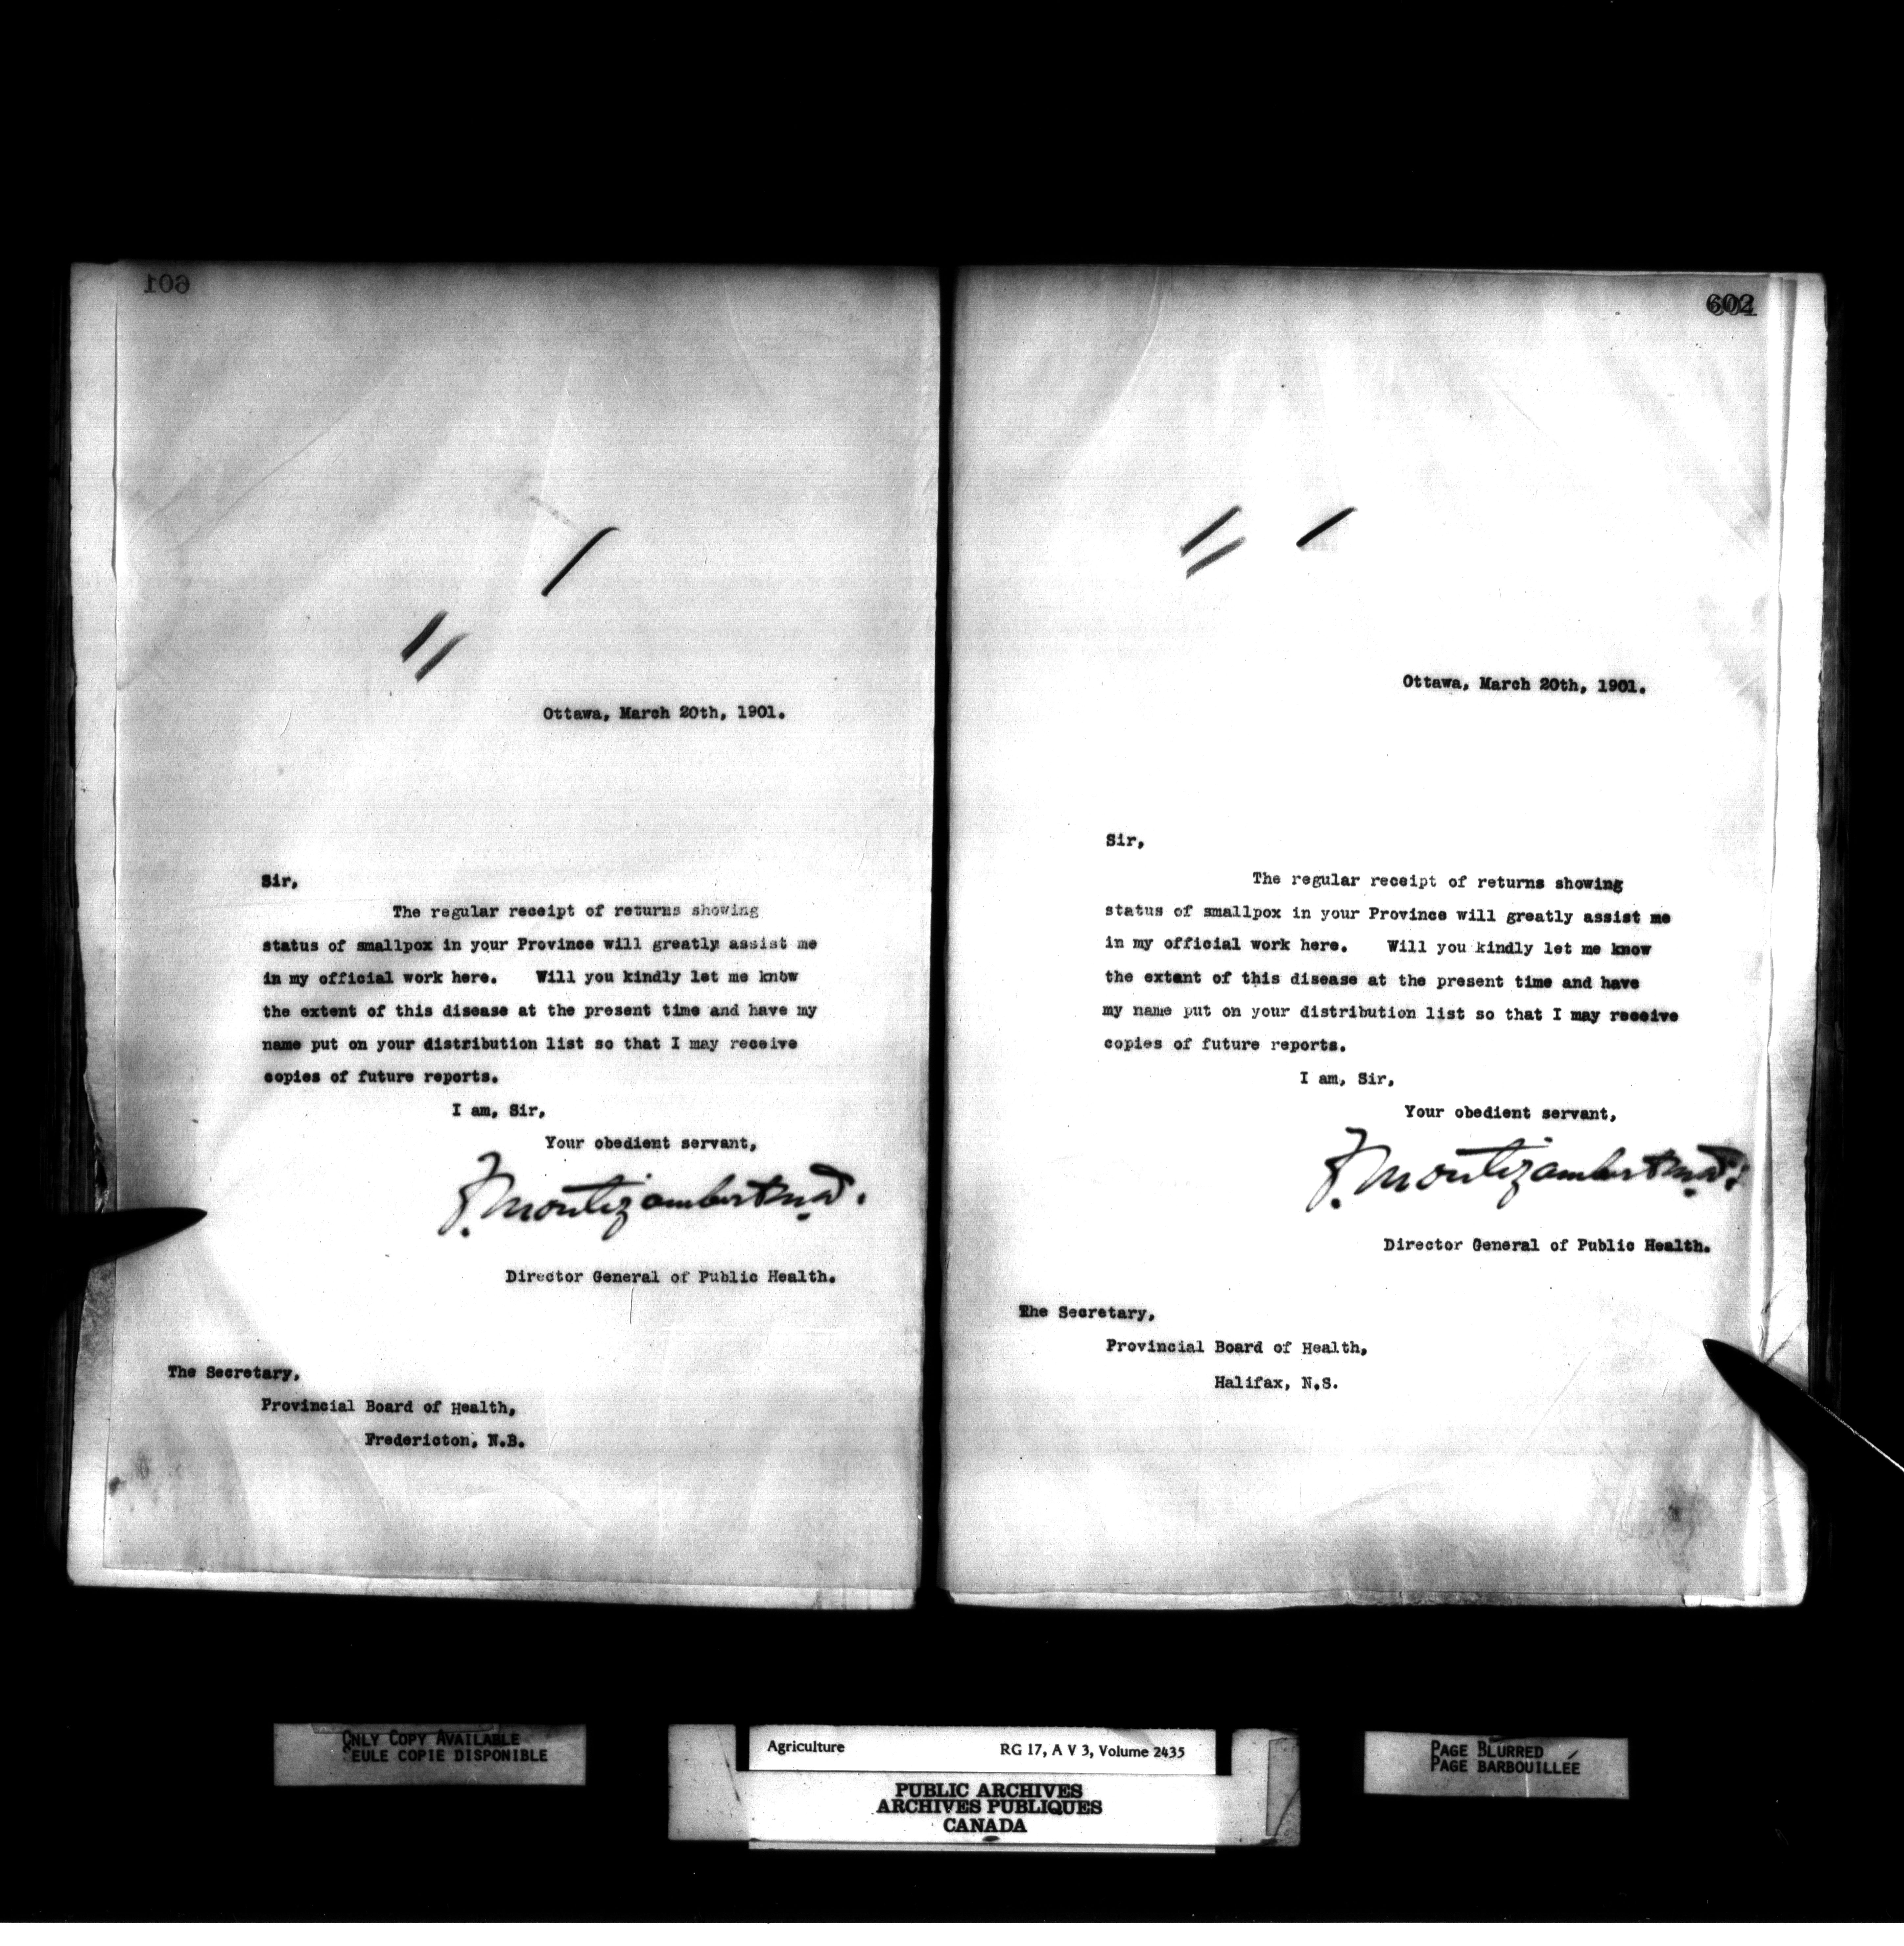 601
Ottawa, March 20th, 1901.
Sir,
The regular receipt of returns showing
status of smallpox in your Province will greatly assist me
in my official work here. Will you kindly let me know
the extent of this disease at the present time and have my
name put on your distribution list so that I may receive
copies of future reports.
I am, Sir,
Your obedient servant,
F. Montizambert M.D.
Director General of Public Health.
The Secretary,
Provincial Board of Health,
Fredericton, N.B.
602
Ottawa, March 20th, 1901.
Sir,
The regular receipt of returns showing
status of smallpox in your Province will greatly assist me
in my official work here. Will you kindly let me know
the extent of this disease at the present time and have
my name put on your distribution list so that I may receive
copies of future reports.
I am, Sir,
Your obedient servant,
F. Montizambert M.D.
Director General of Public Health.
The Secretary,
Provincial Board of Health,
Halifax, N.S.
ONLY COPY AVAILABLE
SEULE COPIE DISPONIBLE
Agriculture RG 17, A V 3, Volume 2435
PUBLIC ARCHIVES
ARCHIVES PUBLIQUES
CANADA
PAGE BLURRED
PAGE BARBOUILLÉE